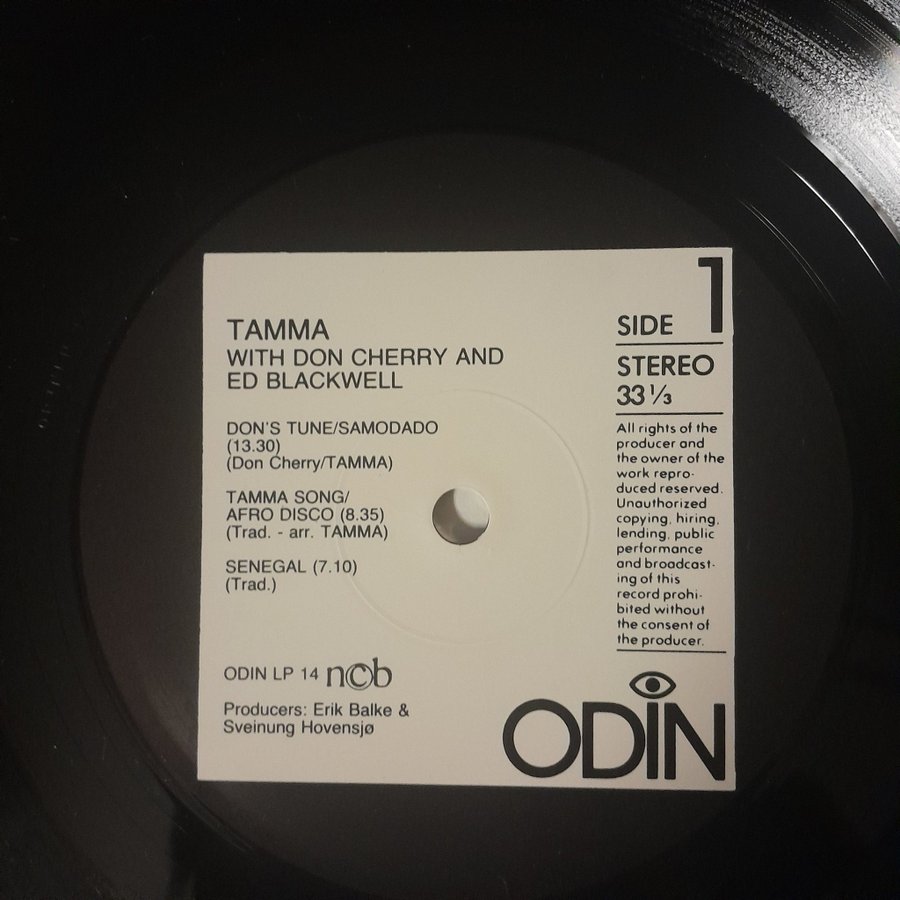 TAMMA
WITH DON CHERRY AND
ED BLACKWELL
DON'S TUNE/SAMODADO
(13.30)
(Don Cherry/TAMMA)
TAMMA SONG/
AFRO DISCO (8.35)
(Trad. - arr. TAMMA)
SENEGAL (7.10)
(Trad.)
ODIN LP 14 ncb
Producers: Erik Balke &
Sveinung Hovensjø
SIDE 1
STEREO
33 1/3
All rights of the
producer and
the owner of the
work repro-
duced reserved.
Unauthorized
copying, hiring,
lending, public
performance
and broadcast-
ing of this
record prohi-
bited without
the consent of
the producer.
ODIN